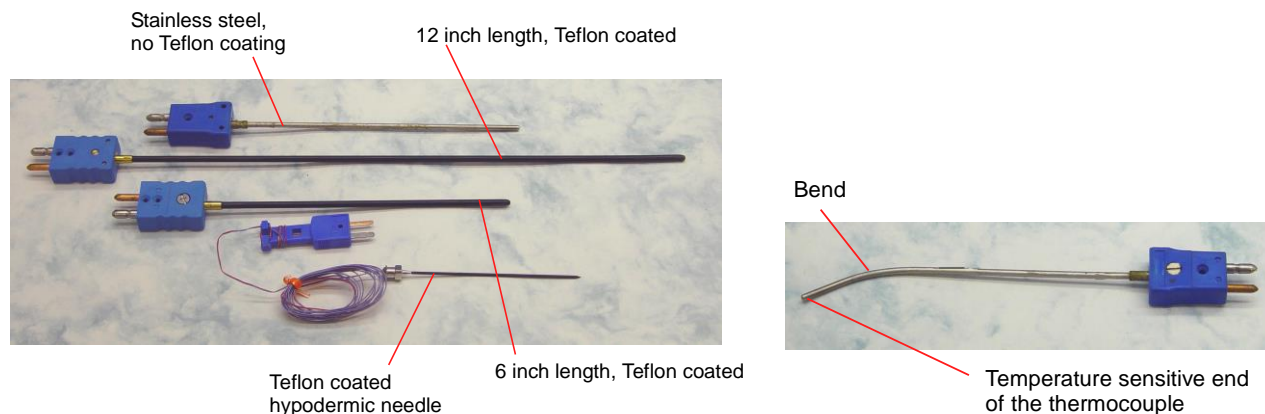 Stainless steel,
no Teflon coating
12 inch length, Teflon coated
6 inch length, Teflon coated
Teflon coated
hypodermic needle
Bend
Temperature sensitive end
of the thermocouple